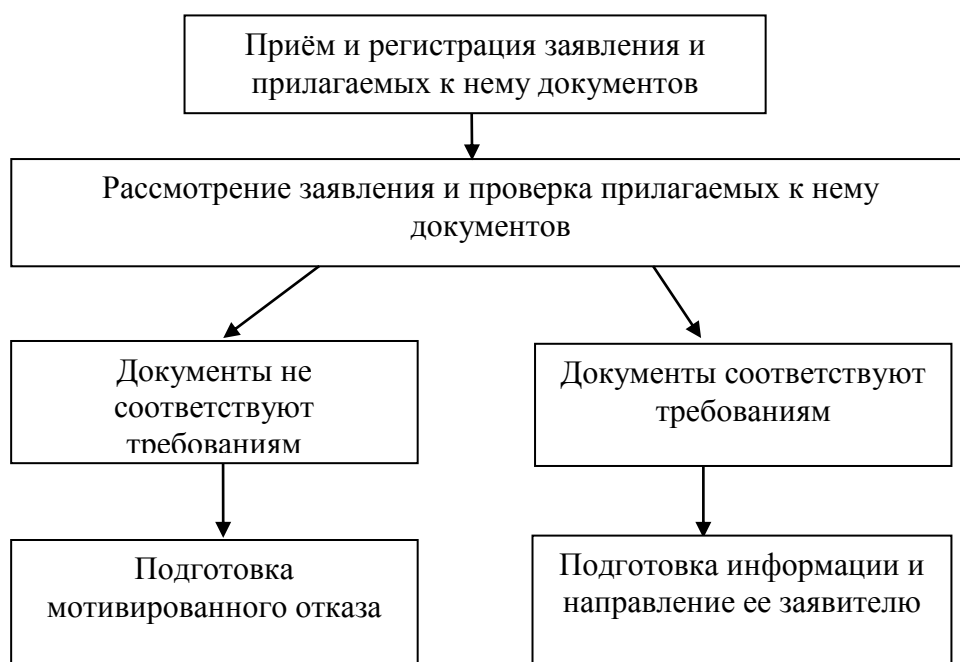 Приём и регистрация заявления и
прилагаемых к нему документов
Рассмотрение заявления и проверка прилагаемых к нему
документов
Документы не
соответствуют
требованиям
Документы соответствуют
требованиям
Подготовка
мотивированного отказа
Подготовка информации и
направление ее заявителю